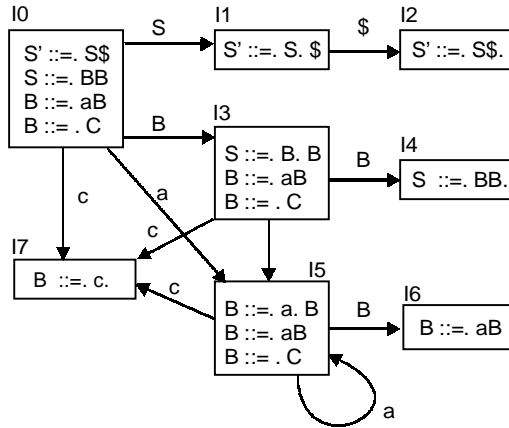 I0
S' ::=. S$
S ::=. BB
B ::=. aB
B ::= . C
S
I1
S' ::=. S. $
$
I2
S' ::=. S$.
B
I3
S ::=. B. B
B ::=. aB
B ::= . C
B
I4
S ::=. BB.
c
a
c
I7
B ::=. c.
c
I5
B ::=. a. B
B ::=. aB
B ::= . C
B
I6
B ::=. aB
a